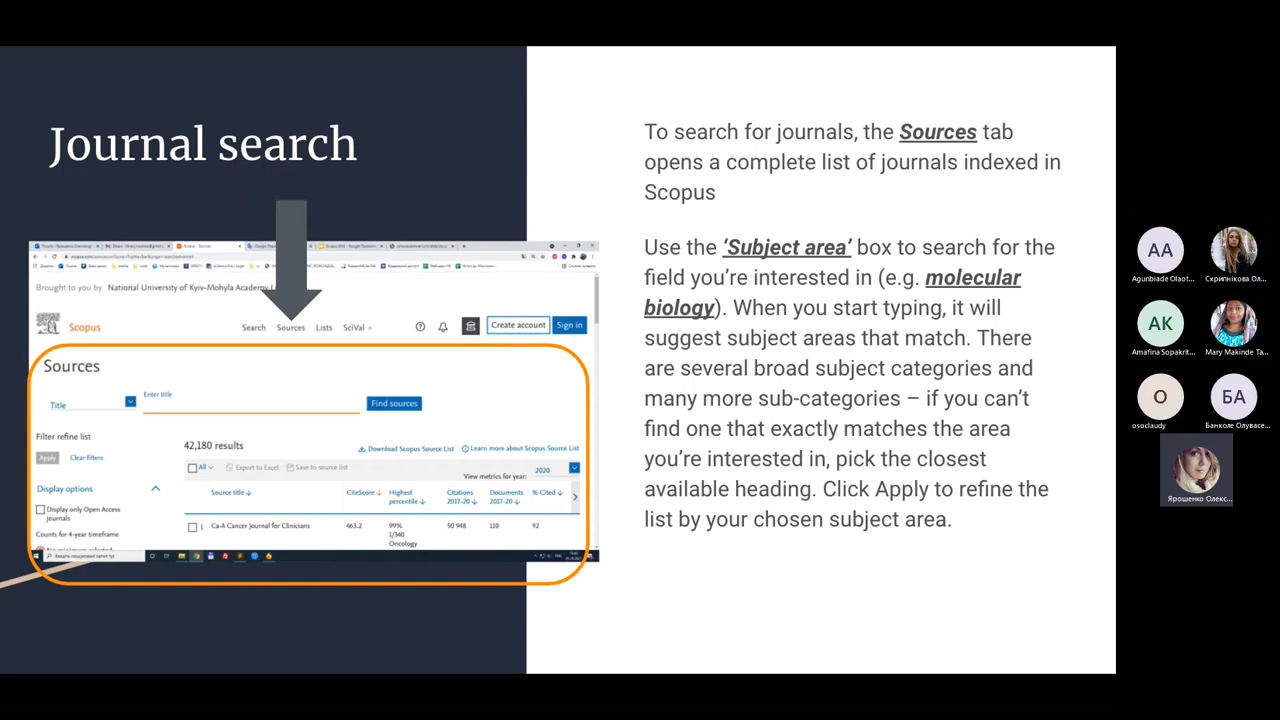 Journal search
To search for journals, the Sources tab
opens a complete list of journals indexed in
Scopus
Use the ‘Subject area’ box to search for the
field you’re interested in (e.g. molecular
biology). When you start typing, it will
suggest subject areas that match. There
are several broad subject categories and
many more sub-categories – if you can’t
find one that exactly matches the area
you’re interested in, pick the closest
available heading. Click Apply to refine the
list by your chosen subject area.
Brought to you by National University of Kyiv-Mohyla Academy
Scopus
Search Sources Lists SciVal
Create account Sign in
Sources
Title
Enter title
Find sources
Filter refine list
Apply Clear filters
42,180 results
Download Scopus Source List Learn more about Scopus Source List
All Export to Excel Save to source list
View metrics for year: 2020
Display options
Source title CiteScore Highest percentile Citations 2017-20 Documents 2017-20 % Cited
Display only Open Access
journals
1 Ca-A Cancer Journal for Clinicians 463.2 99% 50 948 110 92
1/340
Oncology
Counts for 4-year timeframe
AA
Agunbiade Olaot...
Скрипнікова Ол...
AK
Amafina Sopakrit...
Mary Makinde Ta...
O
osoclaudy
БА
Банколе Олувасе...
Ярошенко Олекс...